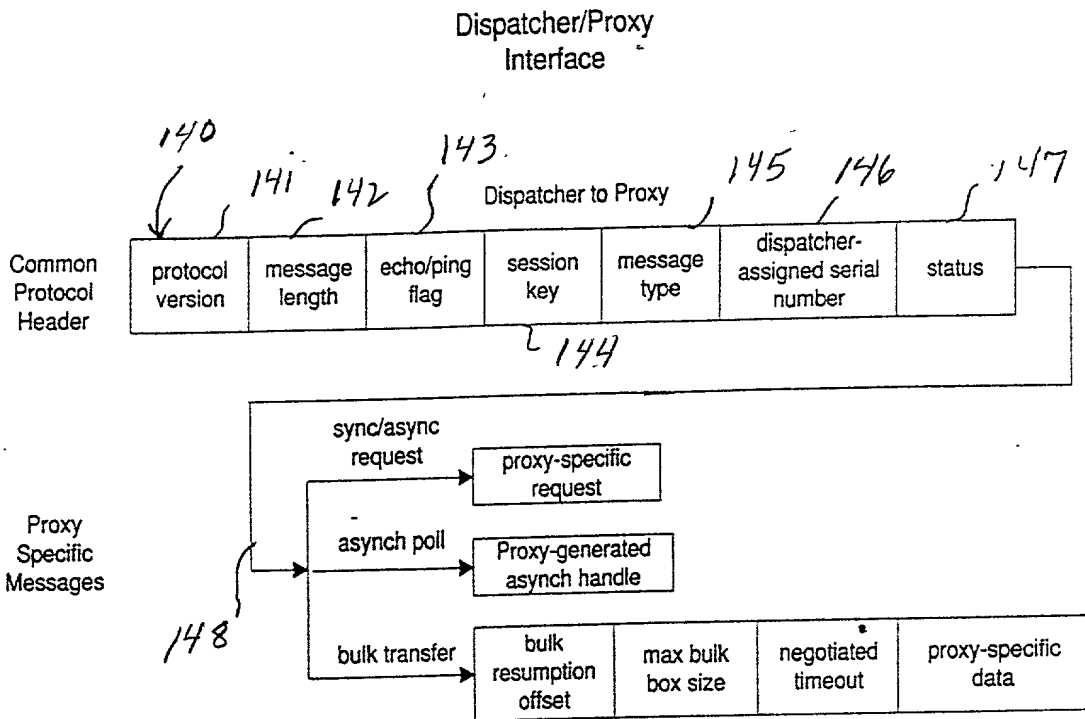 Dispatcher/Proxy
Interface
140
141
142
143
Dispatcher to Proxy
145
146
147
Common
Protocol
Header
protocol
version
message
length
echo/ping
flag
session
key
message
type
dispatcher-
assigned serial
number
status
144
sync/async
request
proxy-specific
request
Proxy
Specific
Messages
asynch poll
Proxy-generated
asynch handle
148
bulk transfer
bulk
resumption
offset
max bulk
box size
negotiated
timeout
proxy-specific
data